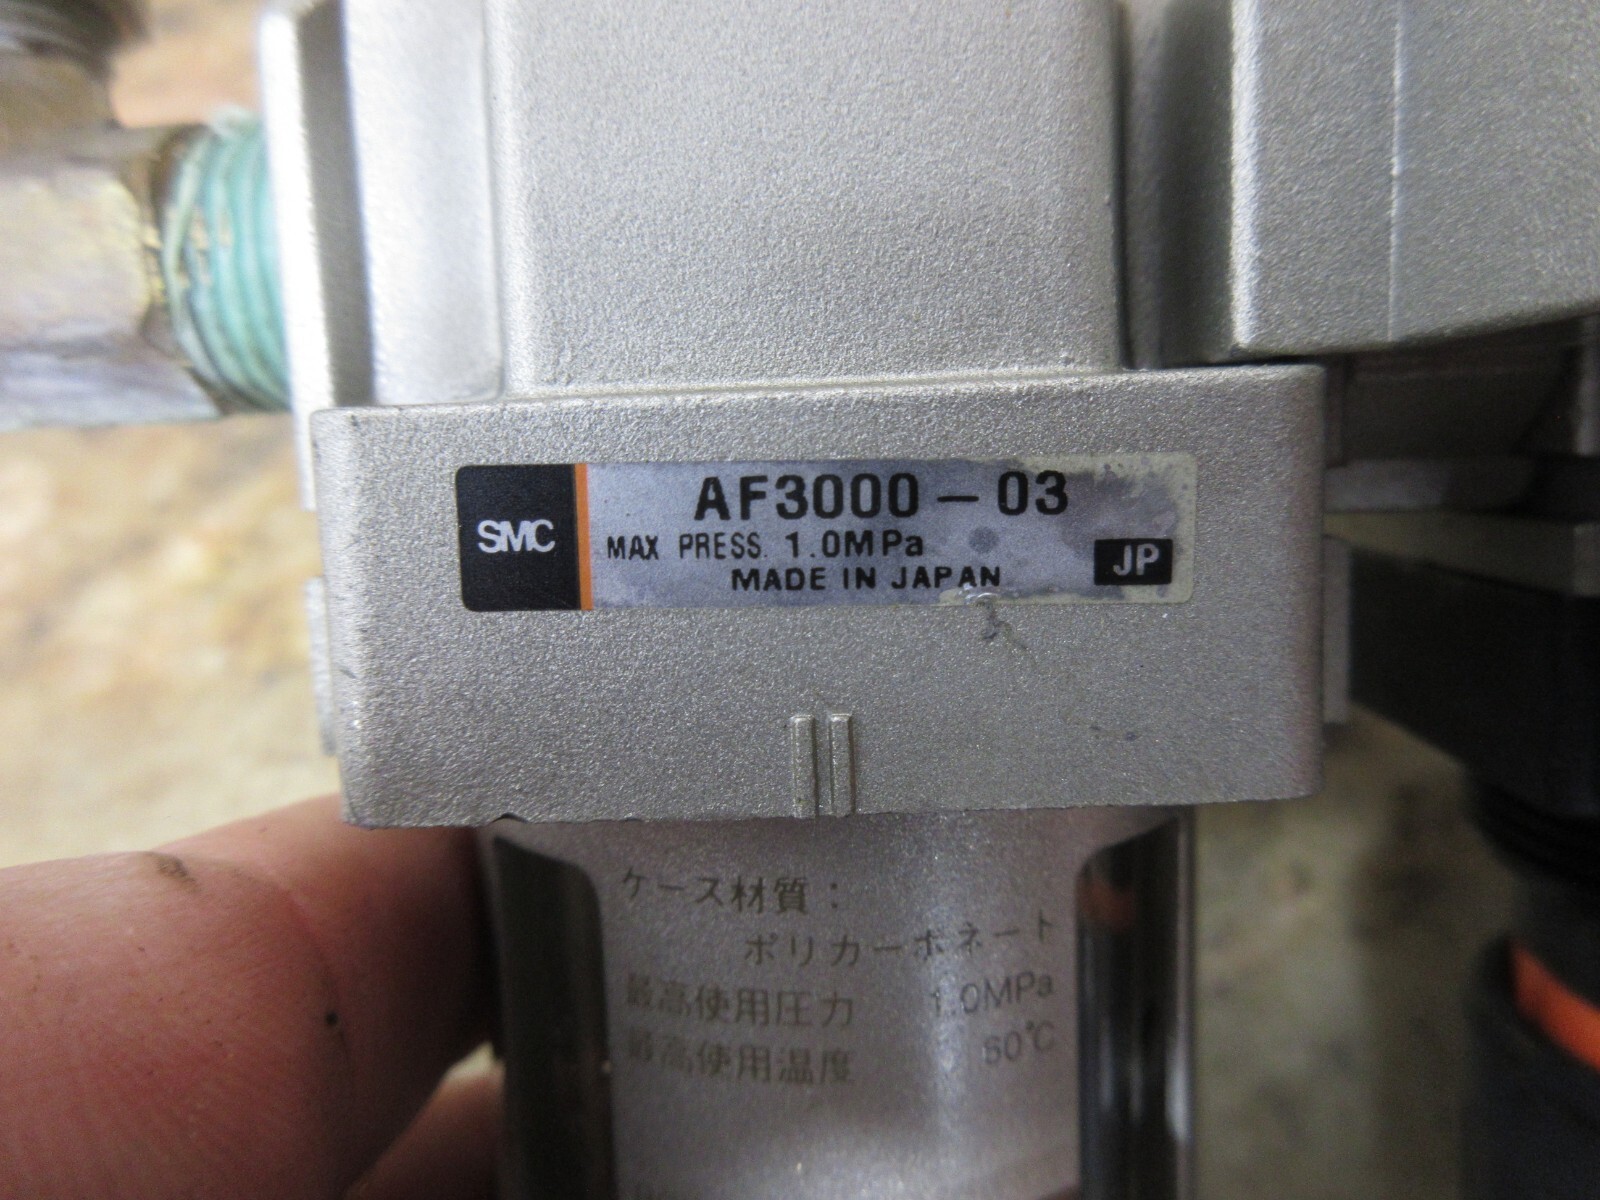 AF3000-03
SMC
MAX PRESS. 1.0MPa
JP
MADE IN JAPAN
ケース材質：
ポリカーボネート
最高使用圧力 1.0MPa
最高使用温度 60℃